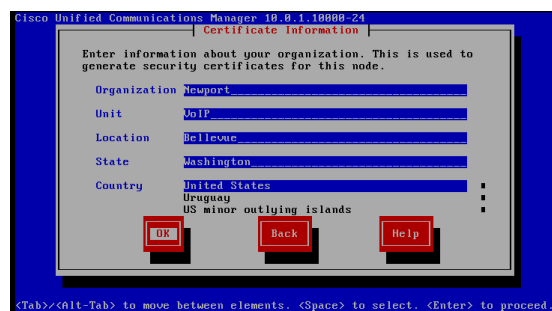 Cisco Unified Communications Manager 10.0.1.10000-24
Certificate Information
Enter information about your organization. This is used to
generate security certificates for this node.
Organization Newport
Unit VoIP
Location Bellevue
State Washington
Country United States
Uruguay
US minor outlying islands
OK Back Help
<Tab>/<Alt-Tab> to move between elements. <Space> to select. <Enter> to proceed.